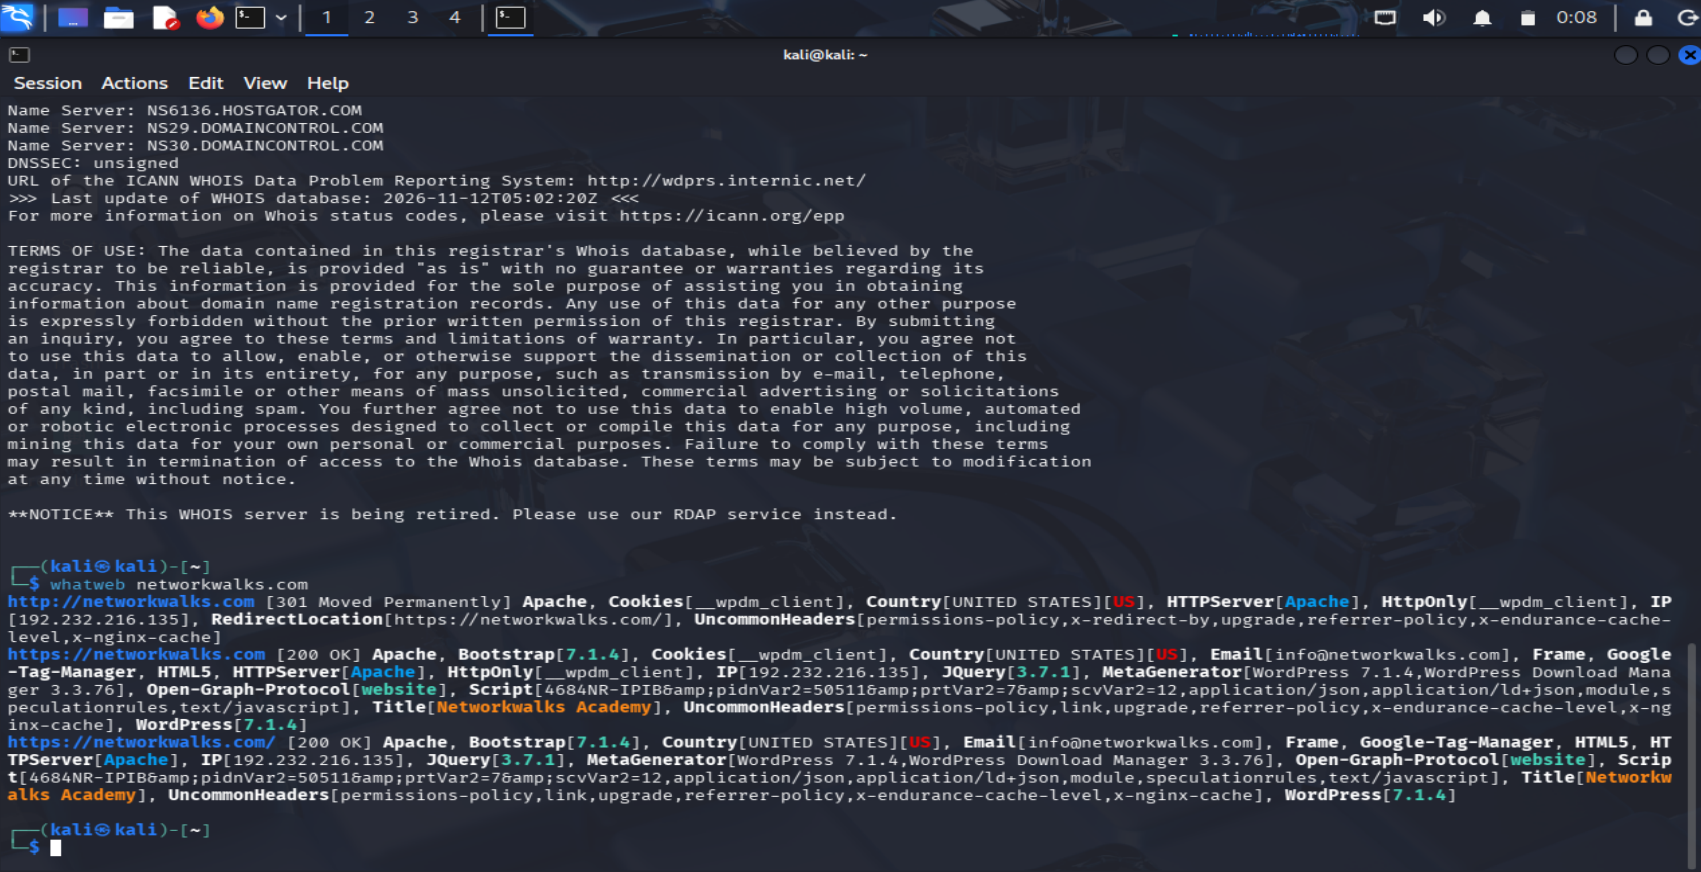 1 2 3 4 0:08
kali@kali: ~
Session Actions Edit View Help
Name Server: NS6136.HOSTGATOR.COM
Name Server: NS29.DOMAINCONTROL.COM
Name Server: NS30.DOMAINCONTROL.COM
DNSSEC: unsigned
URL of the ICANN WHOIS Data Problem Reporting System: http://wdprs.internic.net/
>>> Last update of WHOIS database: 2026-11-12T05:02:20Z <<<
For more information on Whois status codes, please visit https://icann.org/epp
TERMS OF USE: The data contained in this registrar's Whois database, while believed by the
registrar to be reliable, is provided "as is" with no guarantee or warranties regarding its
accuracy. This information is provided for the sole purpose of assisting you in obtaining
information about domain name registration records. Any use of this data for any other purpose
is expressly forbidden without the prior written permission of this registrar. By submitting
an inquiry, you agree to these terms and limitations of warranty. In particular, you agree not
to use this data to allow, enable, or otherwise support the dissemination or collection of this
data, in part or in its entirety, for any purpose, such as transmission by e-mail, telephone,
postal mail, facsimile or other means of mass unsolicited, commercial advertising or solicitations
of any kind, including spam. You further agree not to use this data to enable high volume, automated
or robotic electronic processes designed to collect or compile this data for any purpose, including
mining this data for your own personal or commercial purposes. Failure to comply with these terms
may result in termination of access to the Whois database. These terms may be subject to modification
at any time without notice.
**NOTICE** This WHOIS server is being retired. Please use our RDAP service instead.
┌──(kali㉿kali)-[~]
└─$ whatweb networkwalks.com
http://networkwalks.com [301 Moved Permanently] Apache, Cookies[__wpdm_client], Country[UNITED STATES][US], HTTPServer[Apache], HttpOnly[__wpdm_client], IP
[192.232.216.135], RedirectLocation[https://networkwalks.com/], UncommonHeaders[permissions-policy,x-redirect-by,upgrade,referrer-policy,x-endurance-cache-
level,x-nginx-cache]
https://networkwalks.com [200 OK] Apache, Bootstrap[7.1.4], Cookies[__wpdm_client], Country[UNITED STATES][US], Email[info@networkwalks.com], Frame, Google
-Tag-Manager, HTML5, HTTPServer[Apache], HttpOnly[__wpdm_client], IP[192.232.216.135], JQuery[3.7.1], MetaGenerator[WordPress 7.1.4,WordPress Download Mana
ger 3.3.76], Open-Graph-Protocol[website], Script[4684NR-IPIB&amp;pidnVar2=50511&amp;prtVar2=7&amp;scvVar2=12,application/json,application/ld+json,module,s
peculationrules,text/javascript], Title[Networkwalks Academy], UncommonHeaders[permissions-policy,link,upgrade,referrer-policy,x-endurance-cache-level,x-ng
inx-cache], WordPress[7.1.4]
https://networkwalks.com/ [200 OK] Apache, Bootstrap[7.1.4], Country[UNITED STATES][US], Email[info@networkwalks.com], Frame, Google-Tag-Manager, HTML5, HT
TPServer[Apache], IP[192.232.216.135], JQuery[3.7.1], MetaGenerator[WordPress 7.1.4,WordPress Download Manager 3.3.76], Open-Graph-Protocol[website], Scrip
t[4684NR-IPIB&amp;pidnVar2=50511&amp;prtVar2=7&amp;scvVar2=12,application/json,application/ld+json,module,speculationrules,text/javascript], Title[Networkw
alks Academy], UncommonHeaders[permissions-policy,link,upgrade,referrer-policy,x-endurance-cache-level,x-nginx-cache], WordPress[7.1.4]
┌──(kali㉿kali)-[~]
└─$